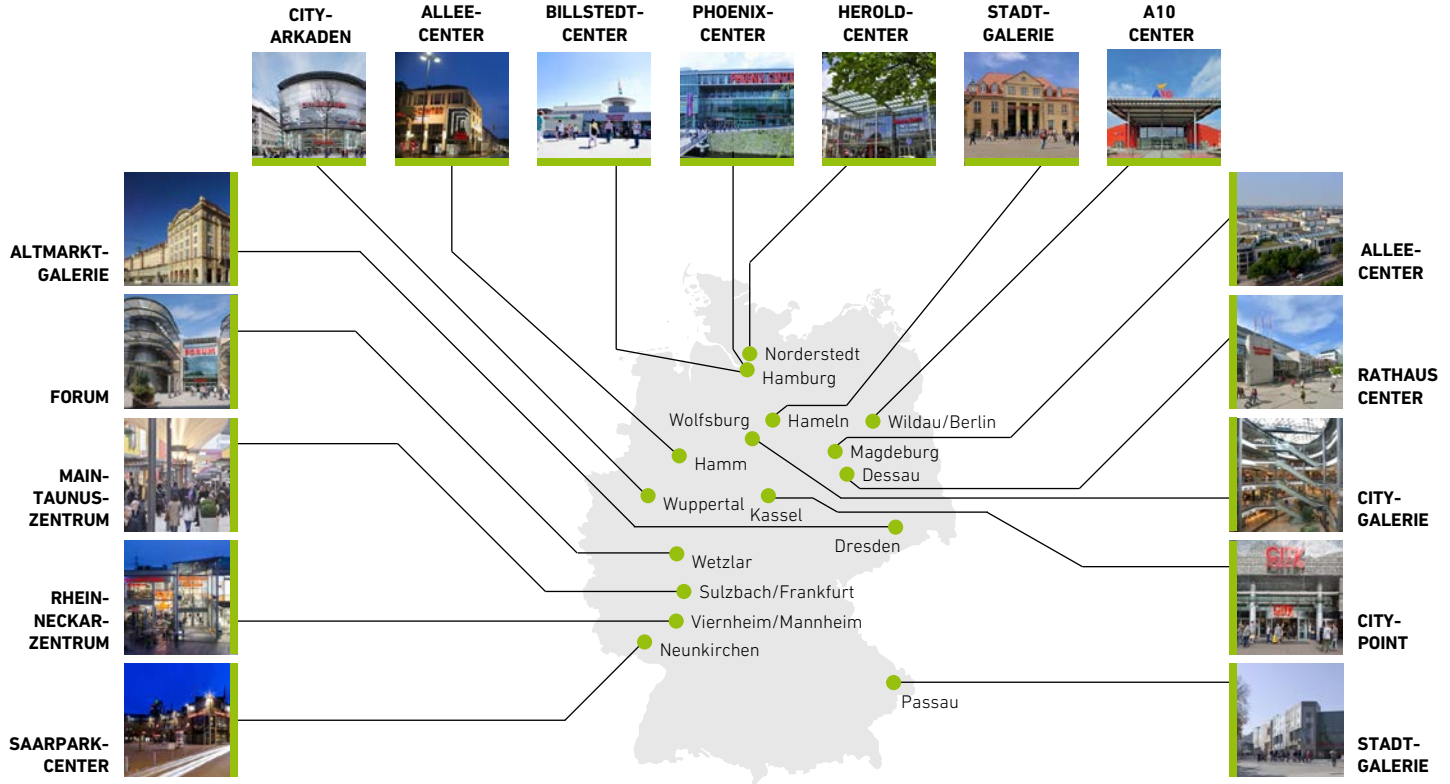 CITY-
ARKADEN
ALLEE-
CENTER
BILLSTEDT-
CENTER
PHOENIX-
CENTER
HEROLD-
CENTER
STADT-
GALERIE
A10
CENTER
ALTMARKT-
GALERIE
FORUM
MAIN-
TAUNUS-
ZENTRUM
RHEIN-
NECKAR-
ZENTRUM
SAARPARK-
CENTER
Norderstedt
Hamburg
Wolfsburg
Hameln
Wildau/Berlin
Magdeburg
Hamm
Dessau
Wuppertal
Kassel
Dresden
Wetzlar
Sulzbach/Frankfurt
Viernheim/Mannheim
Neunkirchen
Passau
ALLEE-
CENTER
RATHAUS
CENTER
CITY-
GALERIE
CITY-
POINT
STADT-
GALERIE
FORUM